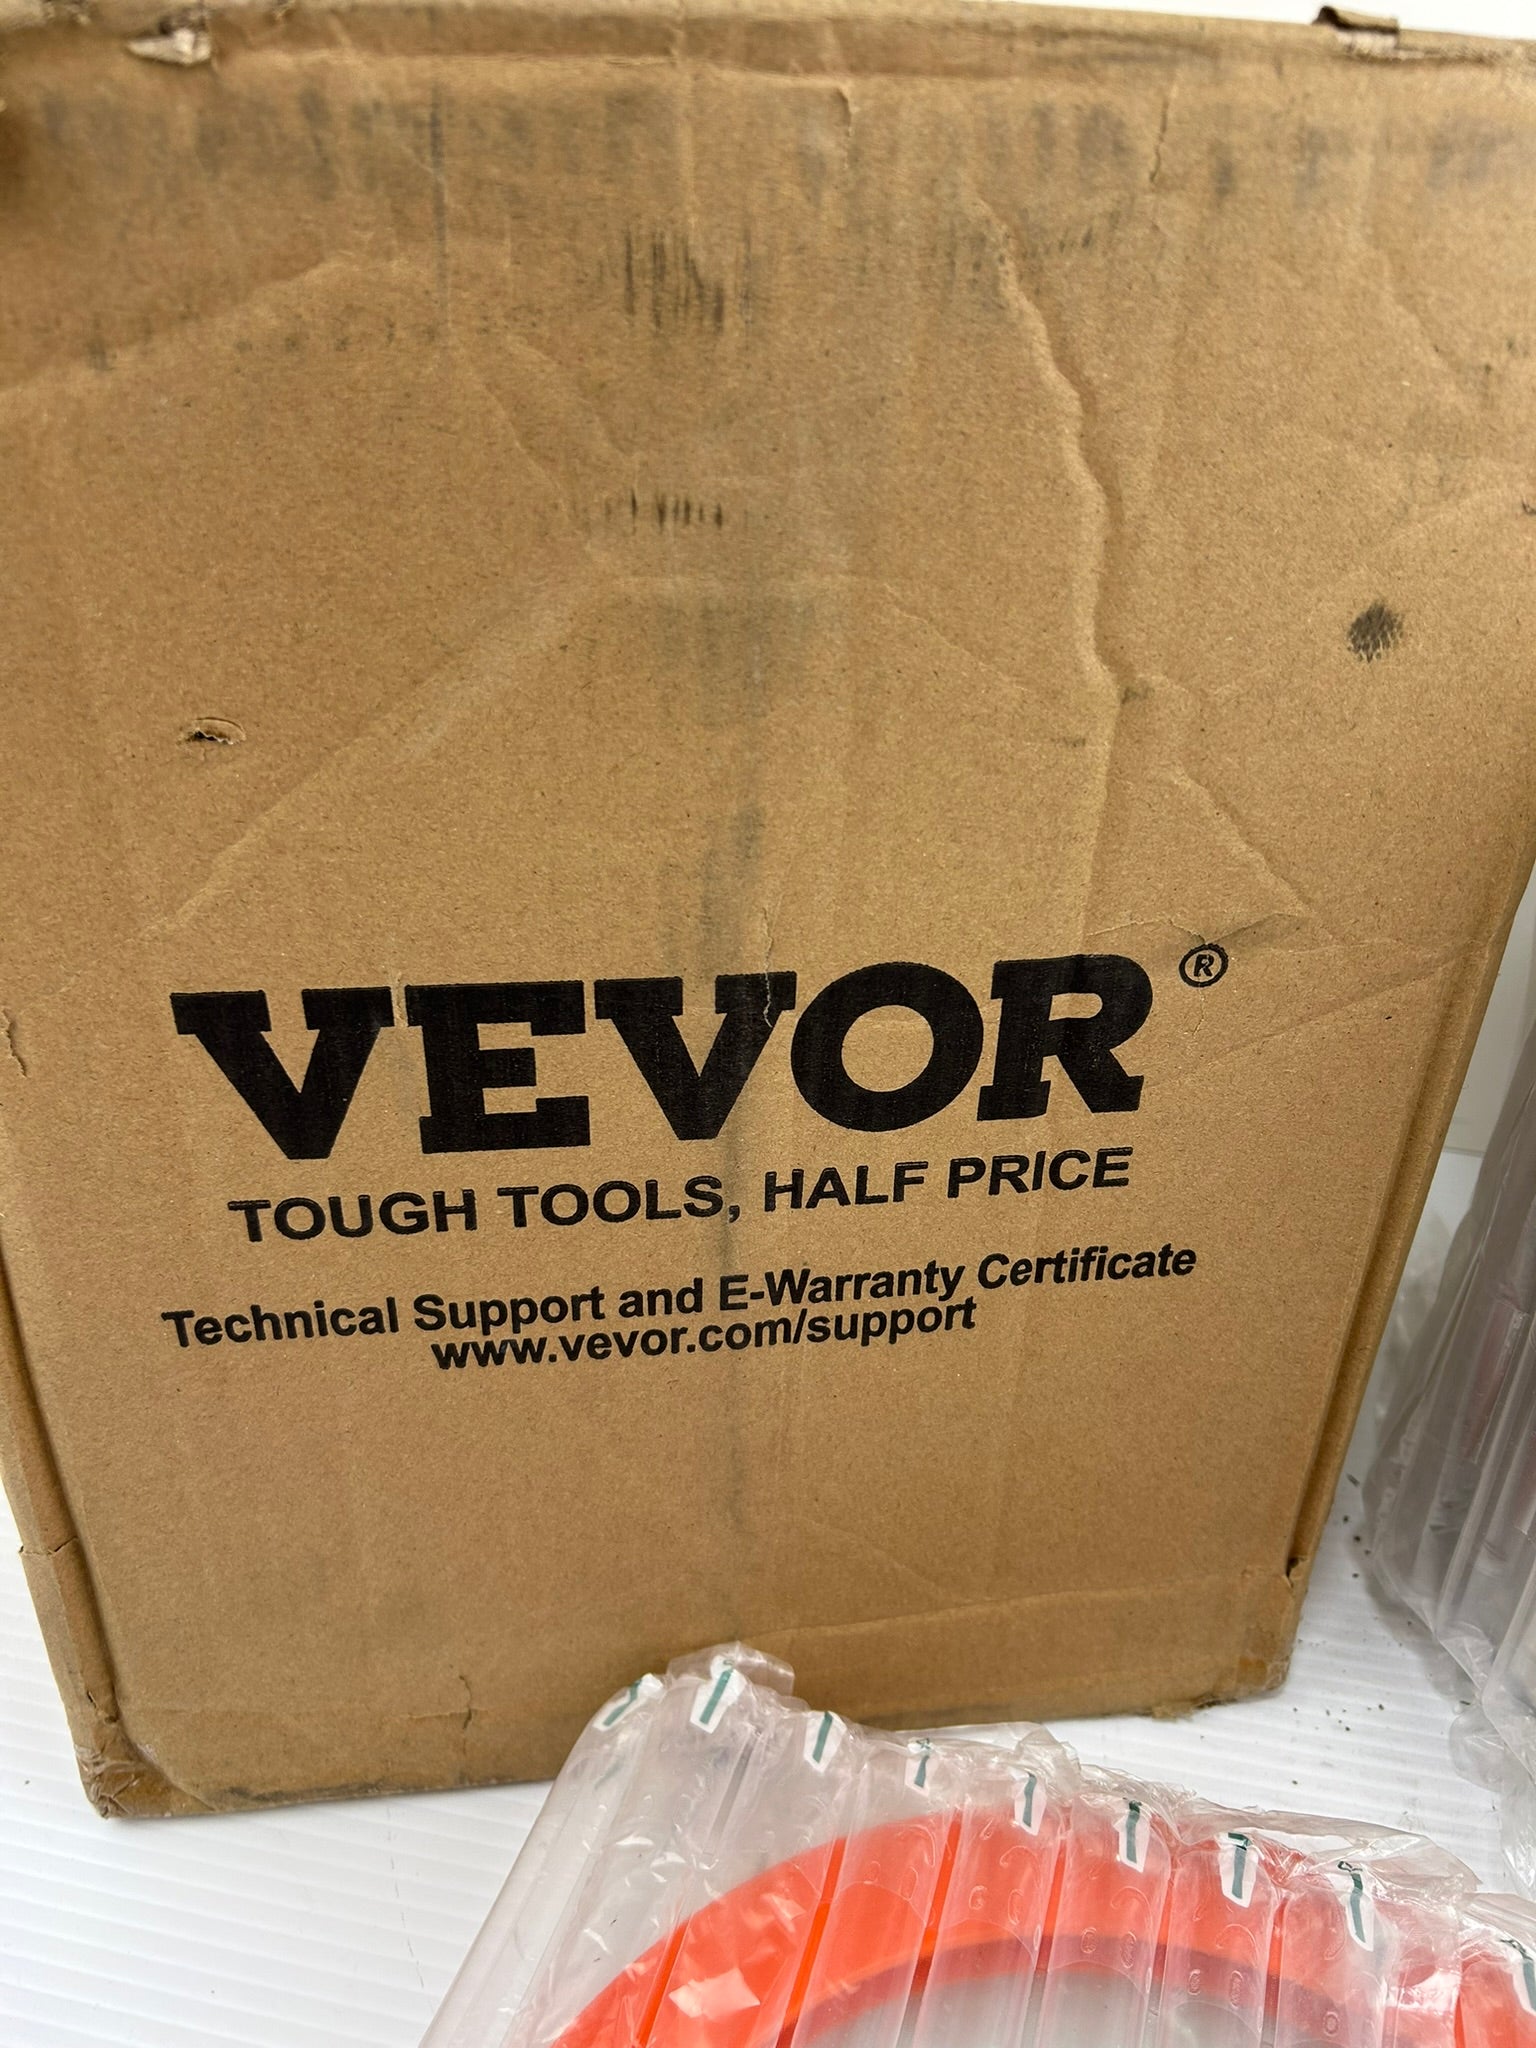 VEVOR®
TOUGH TOOLS, HALF PRICE
Technical Support and E-Warranty Certificate
www.vevor.com/support